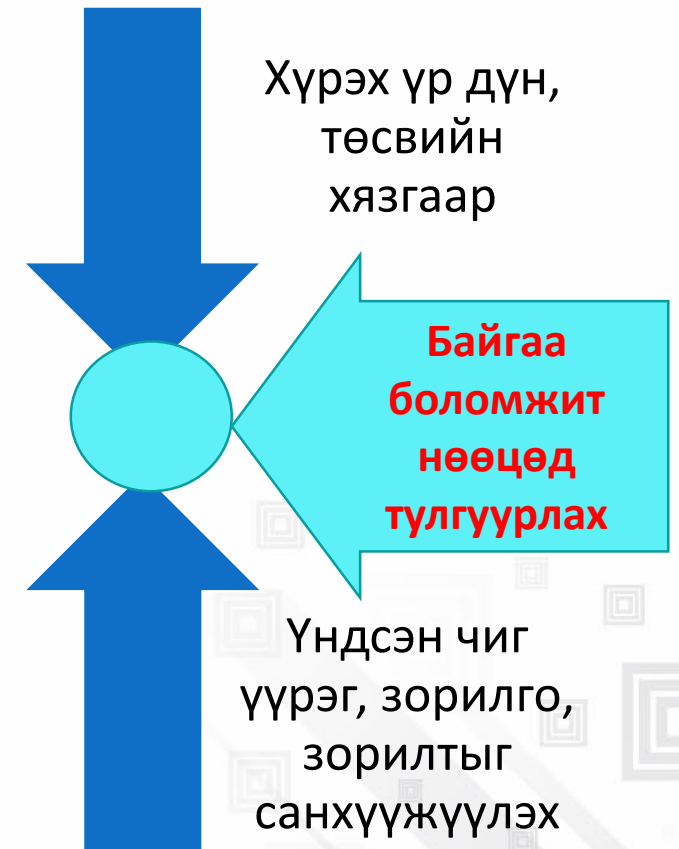 Хүрэх үр дүн,
төсвийн
хязгаар
Байгаа
боломжит
нөөцөд
тулгуурлах
Үндсэн чиг
үүрэг, зорилго,
зорилтыг
санхүүжүүлэх